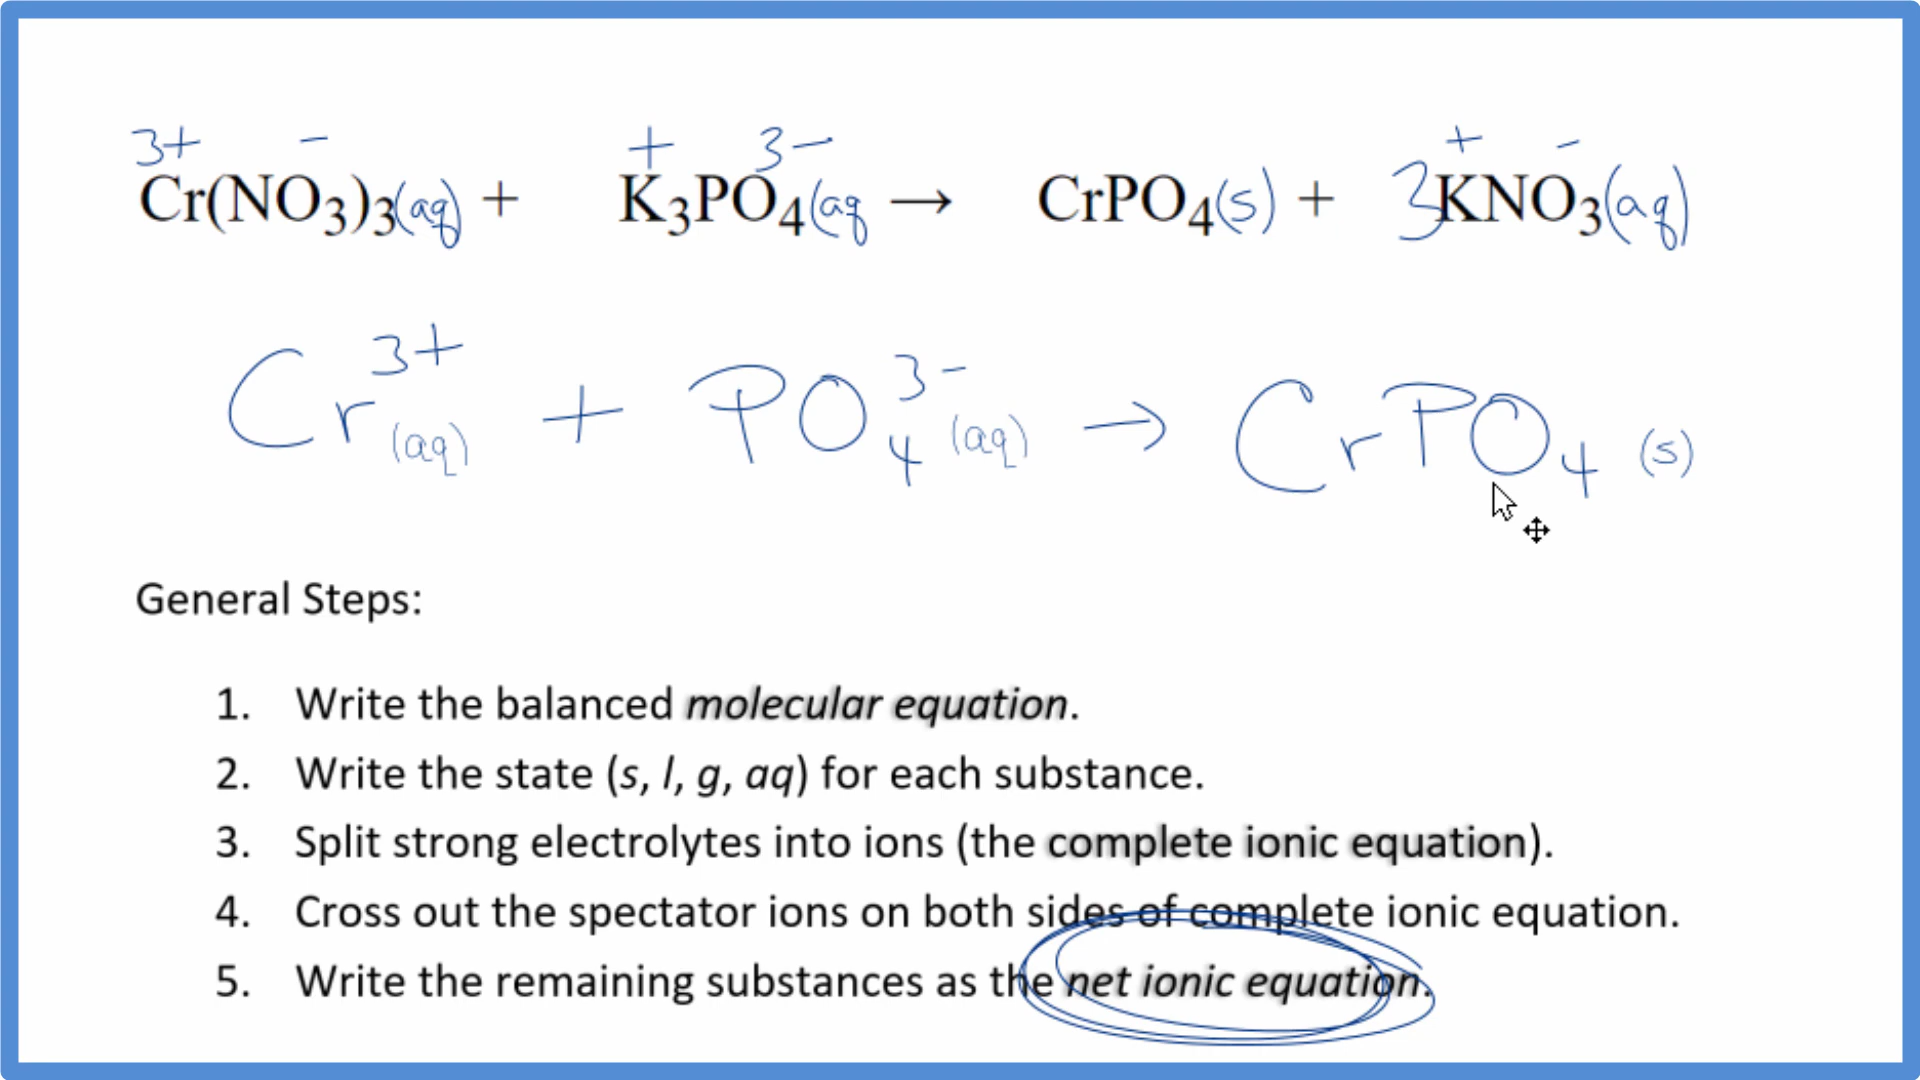 3+ - + 3- + -
Cr(NO₃)₃(aq) + K₃PO₄(aq → CrPO₄(s) + 3KNO₃(aq)
Cr³⁺(aq) + PO₄³⁻(aq) → CrPO₄(s)
General Steps:
1. Write the balanced molecular equation.
2. Write the state (s, l, g, aq) for each substance.
3. Split strong electrolytes into ions (the complete ionic equation).
4. Cross out the spectator ions on both sides of complete ionic equation.
5. Write the remaining substances as the net ionic equation.